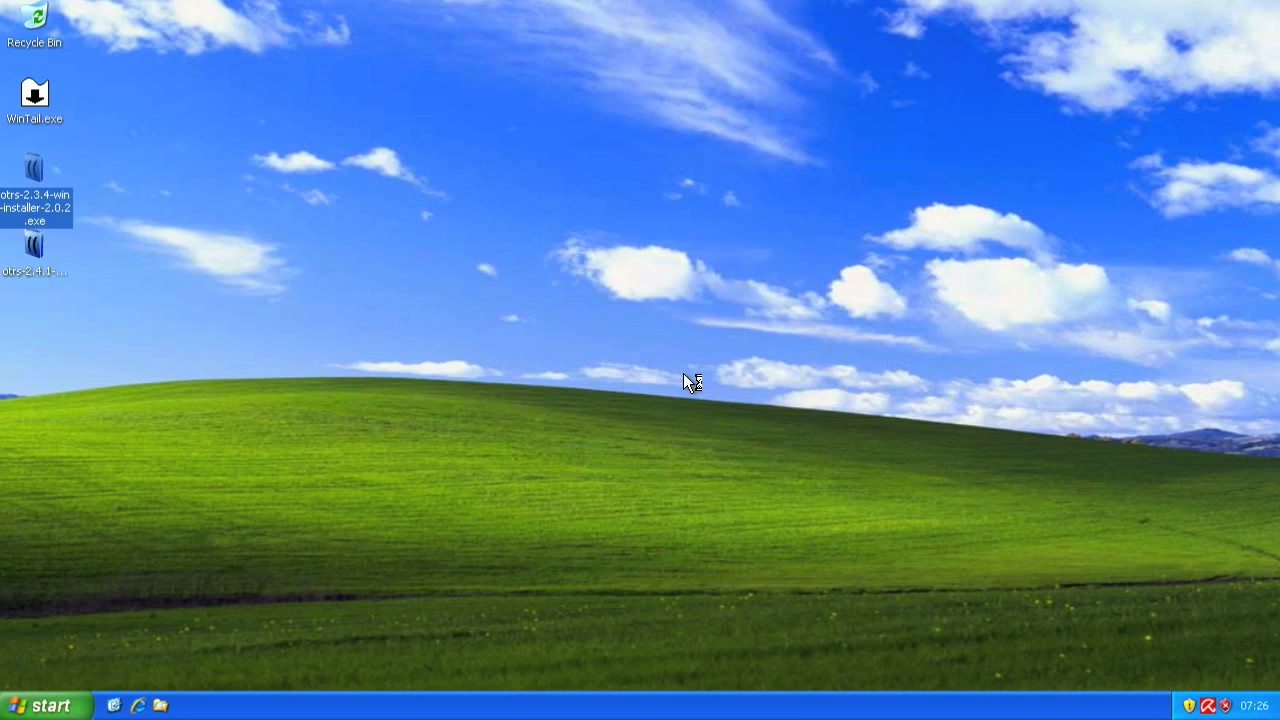 Recycle Bin
WinTail.exe
otrs-2.3.4-win
-installer-2.0.2
.exe
otrs-2.4.1-...
start
07:26